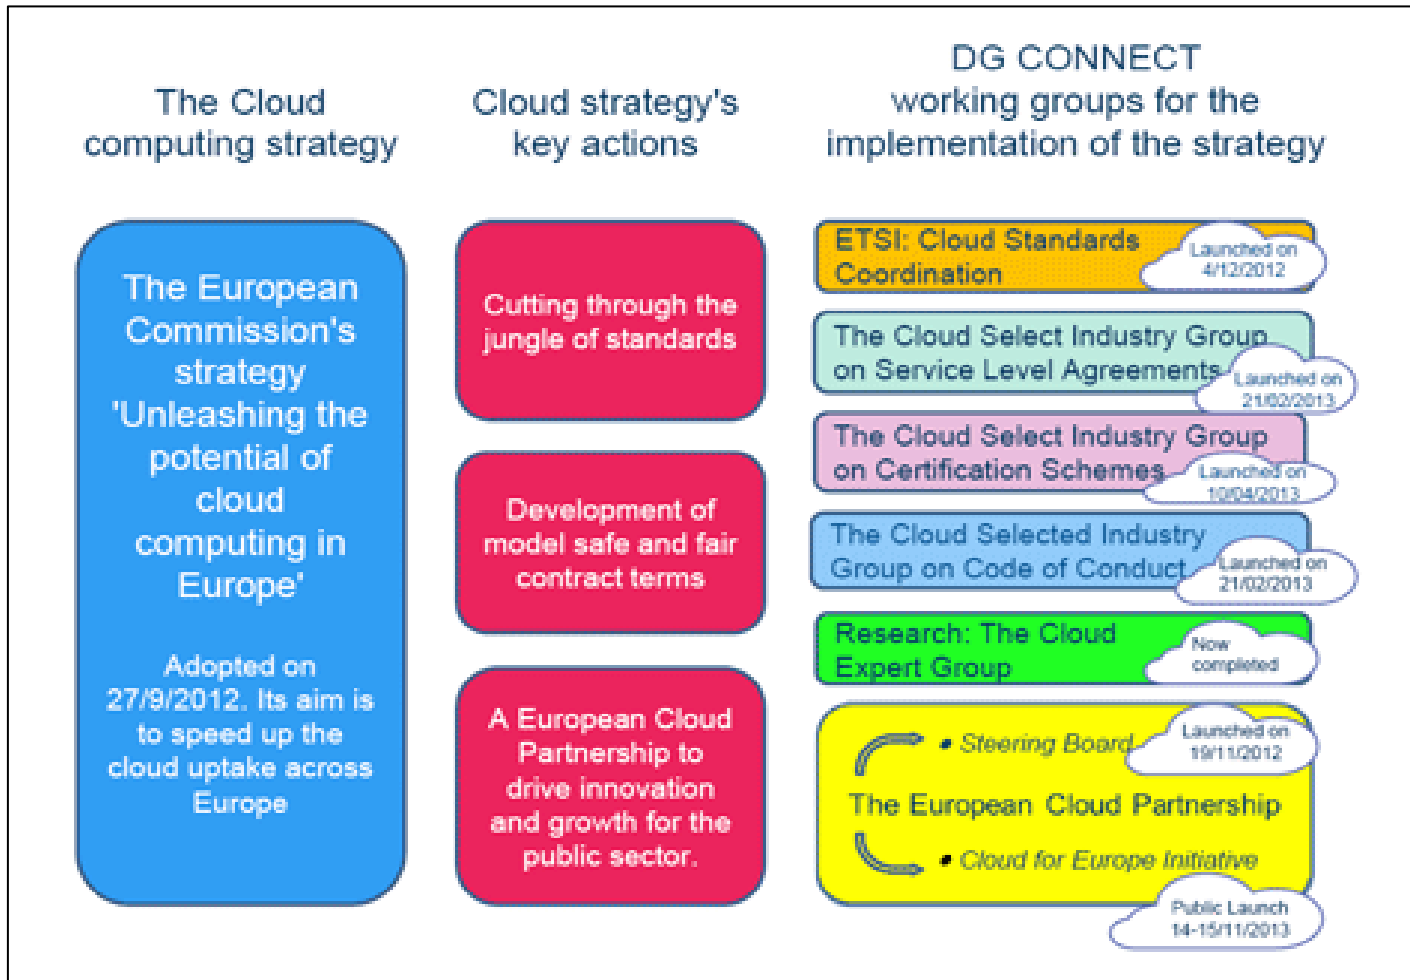 The Cloud
computing strategy
The European
Commission's
strategy
'Unleashing the
potential of
cloud
computing in
Europe'
Adopted on
27/9/2012. Its aim is
to speed up the
cloud uptake across
Europe
Cloud strategy's
key actions
Cutting through the
jungle of standards
Development of
model safe and fair
contract terms
A European Cloud
Partnership to
drive innovation
and growth for the
public sector.
DG CONNECT
working groups for the
implementation of the strategy
ETSI: Cloud Standards
Coordination
Launched on
4/12/2012
The Cloud Select Industry Group
on Service Level Agreements
Launched on
21/02/2013
The Cloud Select Industry Group
on Certification Schemes
Launched on
10/04/2013
The Cloud Selected Industry
Group on Code of Conduct
Launched on
21/02/2013
Research: The Cloud
Expert Group
Now
completed
• Steering Board
Launched on
19/11/2012
The European Cloud Partnership
• Cloud for Europe Initiative
Public Launch
14-15/11/2013